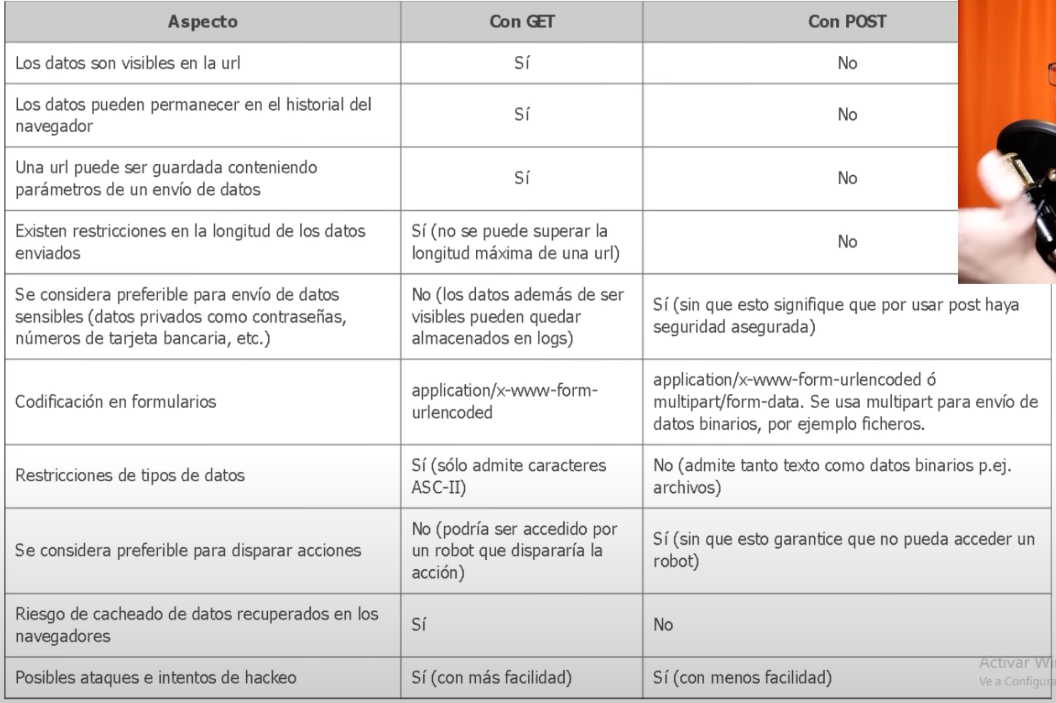 Aspecto Con GET Con POST
Los datos son visibles en la url Sí No
Los datos pueden permanecer en el historial del
navegador Sí No
Una url puede ser guardada conteniendo
parámetros de un envío de datos Sí No
Existen restricciones en la longitud de los datos
enviados
Sí (no se puede superar la
longitud máxima de una url)
No
Se considera preferible para envío de datos
sensibles (datos privados como contraseñas,
números de tarjeta bancaria, etc.)
No (los datos además de ser
visibles pueden quedar
almacenados en logs)
Sí (sin que esto signifique que por usar post haya
seguridad asegurada)
Codificación en formularios
application/x-www-form-
urlencoded
application/x-www-form-urlencoded ó
multipart/form-data. Se usa multipart para envío de
datos binarios, por ejemplo ficheros.
Restricciones de tipos de datos
Sí (sólo admite caracteres
ASC-II)
No (admite tanto texto como datos binarios p.ej.
archivos)
Se considera preferible para disparar acciones
No (podría ser accedido por
un robot que dispararía la
acción)
Sí (sin que esto garantice que no pueda acceder un
robot)
Riesgo de cacheado de datos recuperados en los
navegadores
Sí
No
Posibles ataques e intentos de hackeo
Sí (con más facilidad)
Sí (con menos facilidad)
Activar Wi
Ve a Configura